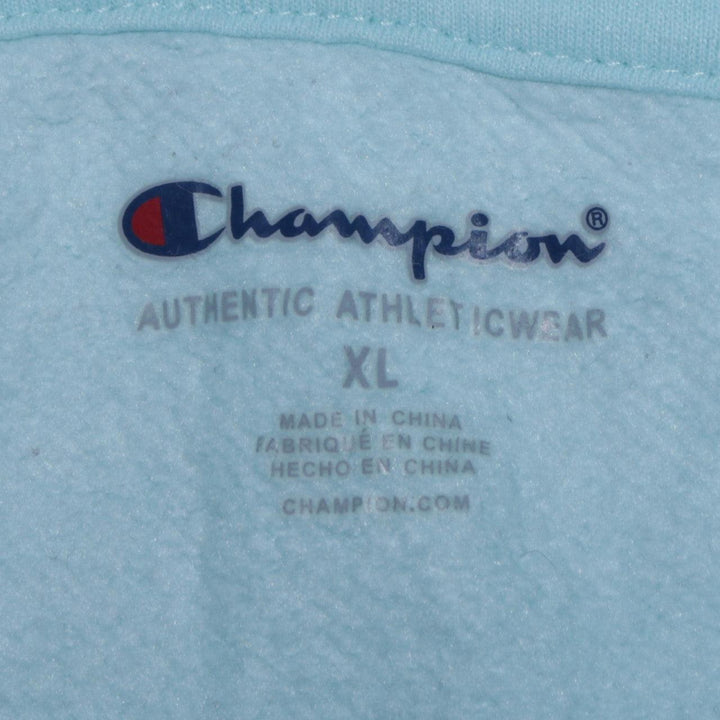 Champion®
AUTHENTIC ATHLETICWEAR
XL
MADE IN CHINA
FABRIQUÉ EN CHINE
HECHO EN CHINA
CHAMPION.COM